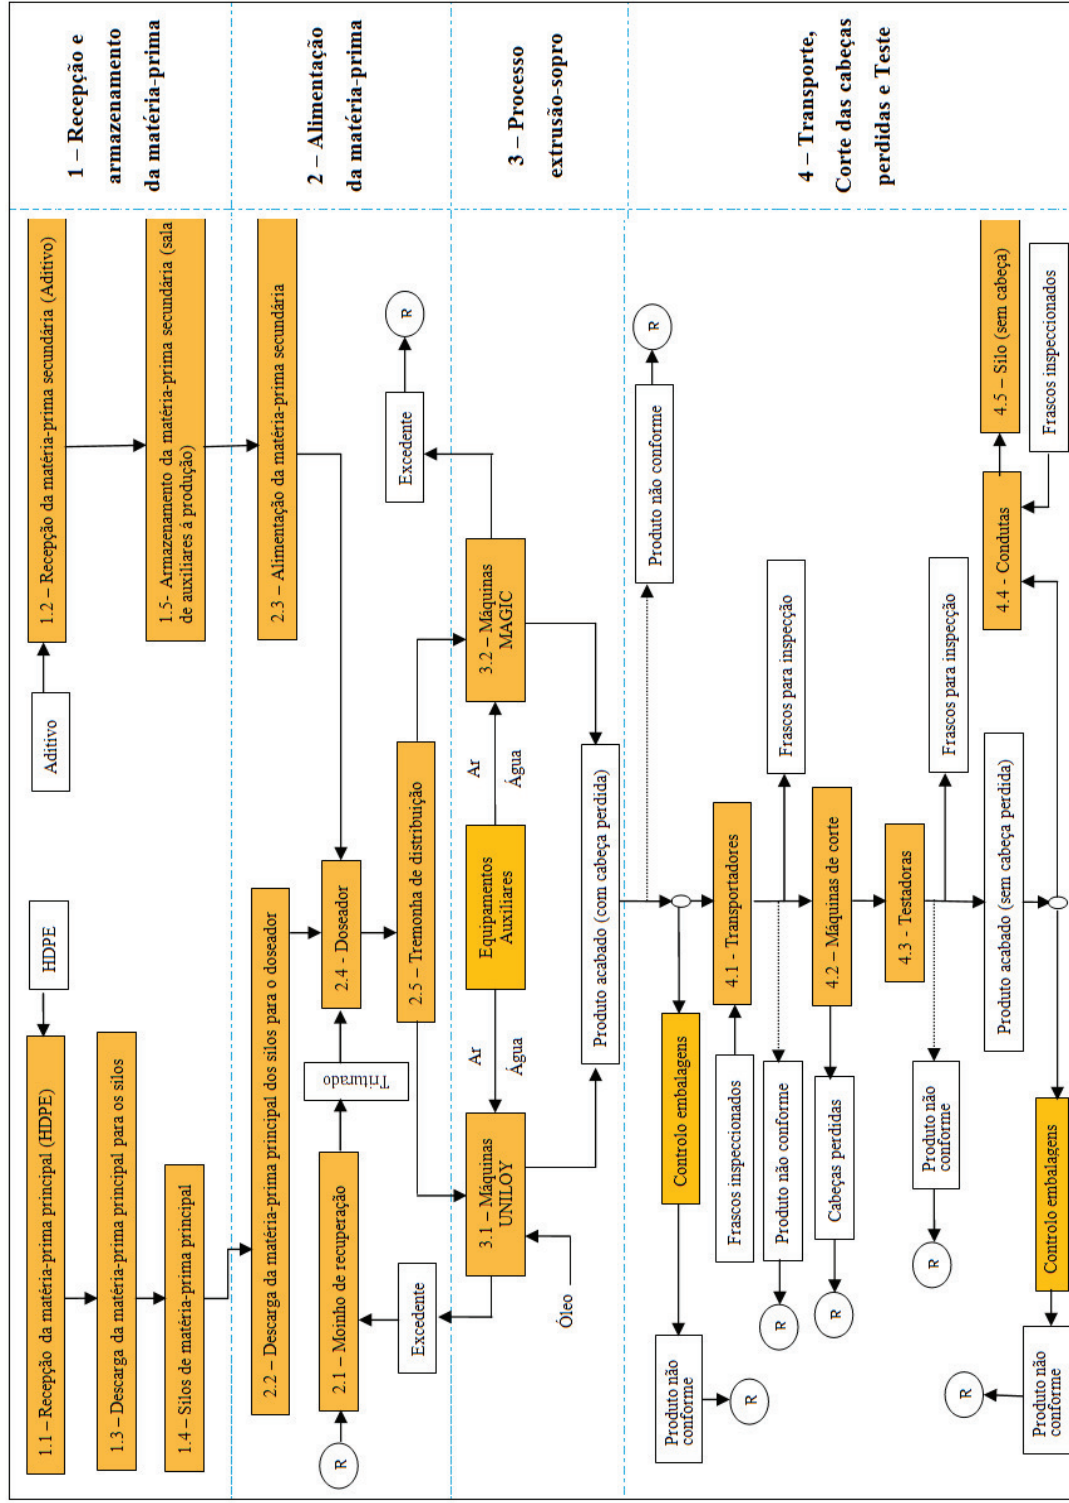 1 – Recepção e
armazenamento
da matéria-prima
HDPE
Aditivo
1.1 – Recepção da matéria-prima principal (HDPE)
1.2 – Recepção da matéria-prima secundária (Aditivo)
1.3 – Descarga da matéria-prima principal para os silos
1.4 – Silos de matéria-prima principal
1.5- Armazenamento da matéria-prima secundária (sala
de auxiliares á produção)
2 – Alimentação
da matéria-prima
2.2 – Descarga da matéria-prima principal dos silos para o doseador
2.3 – Alimentação da matéria-prima secundária
R
2.1 – Moinho de recuperação
Triturado
2.4 - Doseador
Excedente
2.5 – Tremonha de distribuição
Excedente
R
3 – Processo
extrusão-sopro
3.1 – Máquinas
UNILOY
Ar
Água
Equipamentos
Auxiliares
Ar
Água
3.2 – Máquinas
MAGIC
Óleo
Produto acabado (com cabeça perdida)
4 – Transporte,
Corte das cabeças
perdidas e Teste
Produto não conforme
R
Controlo embalagens
Produto não
conforme
R
Frascos inspeccionados
4.1 - Transportadores
Produto não conforme
R
Frascos para inspecção
Cabeças perdidas
R
4.2 – Máquinas de corte
4.3 - Testadoras
Produto não
conforme
R
Frascos para inspecção
Produto acabado (sem cabeça perdida)
4.4 - Condutas
4.5 – Silo (sem cabeça)
Frascos inspeccionados
Controlo embalagens
Produto não
conforme
R